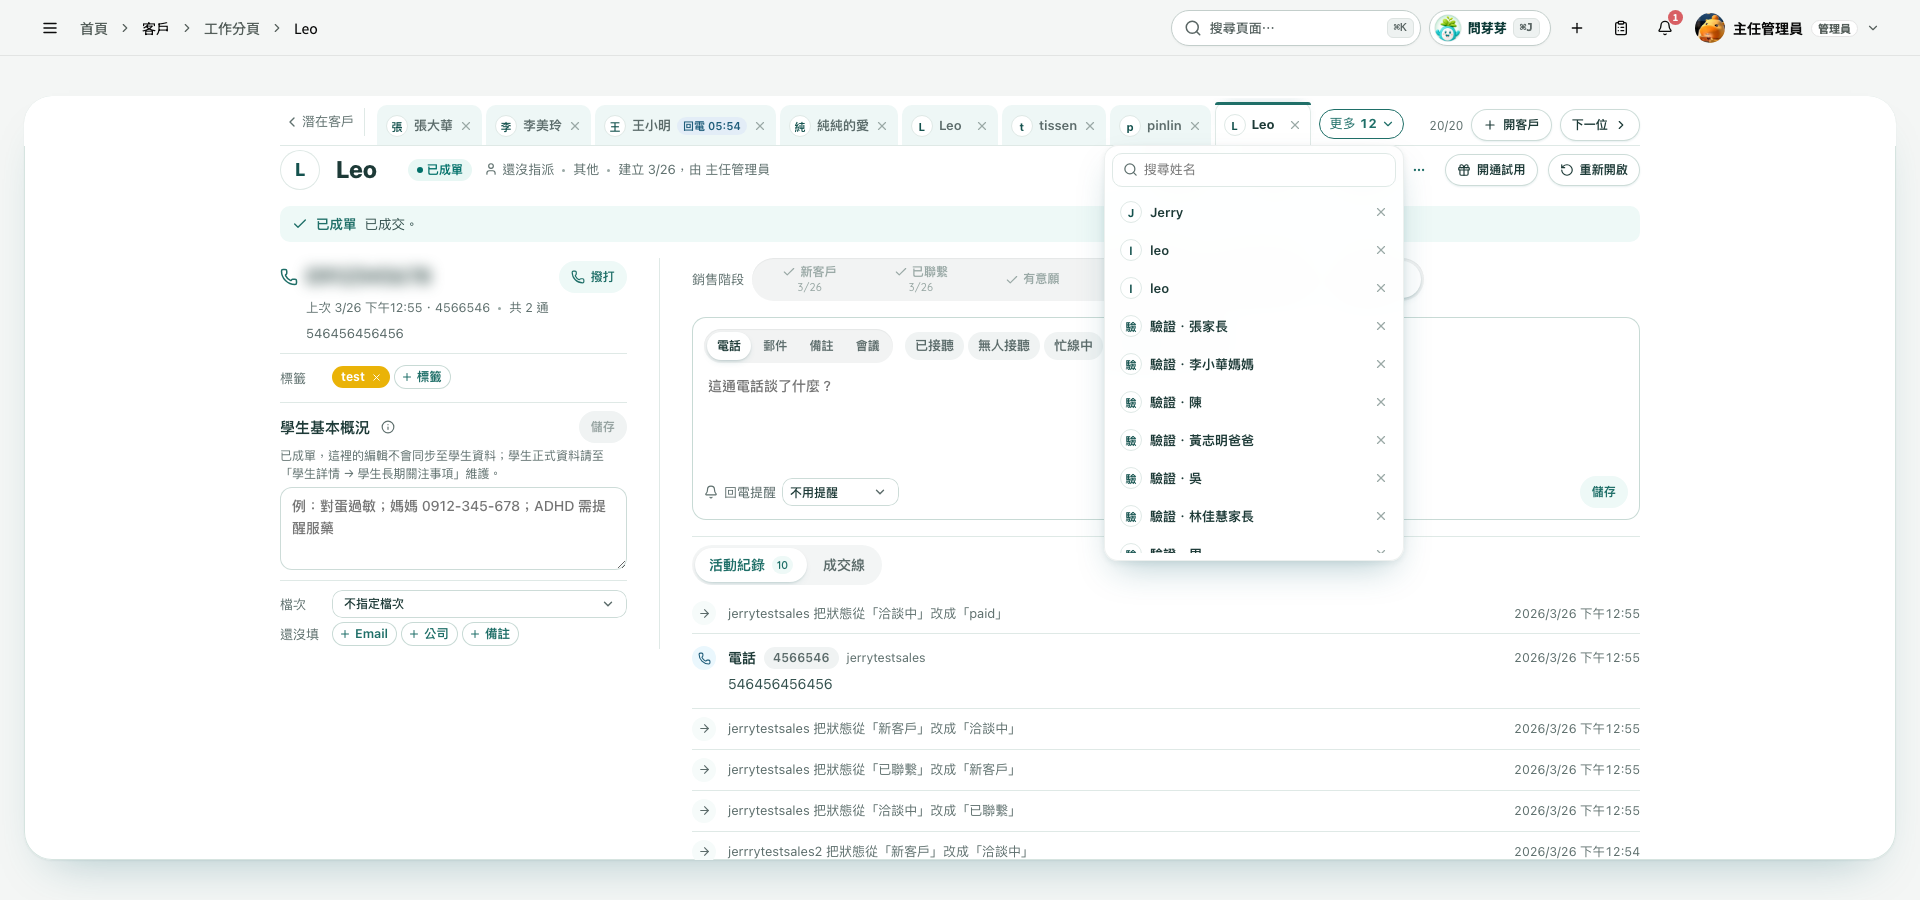 首頁 > 客戶 > 工作分頁 > Leo
搜尋頁面… ⌘K
問芽芽 ⌘J
1
主任管理員 管理員
潛在客戶
張 張大華
李 李美玲
王 王小明 回電 05:54
純 純純的愛
L Leo
t tissen
p pinlin
L Leo
更多 12
20/20
+ 開客戶
下一位
L Leo
已成單
還沒指派 • 其他 • 建立 3/26，由 主任管理員
開通試用
重新開啟
已成單 已成交。
撥打
上次 3/26 下午12:55 · 4566546 • 共 2 通
546456456456
標籤 test × + 標籤
學生基本概況
儲存
已成單，這裡的編輯不會同步至學生資料；學生正式資料請至
「學生詳情 → 學生長期關注事項」維護。
例：對蛋過敏；媽媽 0912-345-678；ADHD 需提
醒服藥
檔次 不指定檔次
還沒填 + Email + 公司 + 備註
銷售階段
新客戶
3/26
已聯繫
3/26
有意願
電話 郵件 備註 會議 已接聽 無人接聽 忙線中
這通電話談了什麼？
回電提醒 不用提醒
儲存
搜尋姓名
J Jerry
l leo
l leo
驗 驗證 · 張家長
驗 驗證 · 李小華媽媽
驗 驗證 · 陳
驗 驗證 · 黃志明爸爸
驗 驗證 · 吳
驗 驗證 · 林佳慧家長
活動紀錄 10 成交線
jerrytestsales 把狀態從「洽談中」改成「paid」 2026/3/26 下午12:55
電話 4566546 jerrytestsales 2026/3/26 下午12:55
546456456456
jerrytestsales 把狀態從「新客戶」改成「洽談中」 2026/3/26 下午12:55
jerrytestsales 把狀態從「已聯繫」改成「新客戶」 2026/3/26 下午12:55
jerrytestsales 把狀態從「洽談中」改成「已聯繫」 2026/3/26 下午12:55
jerrrytestsales2 把狀態從「新客戶」改成「洽談中」 2026/3/26 下午12:54